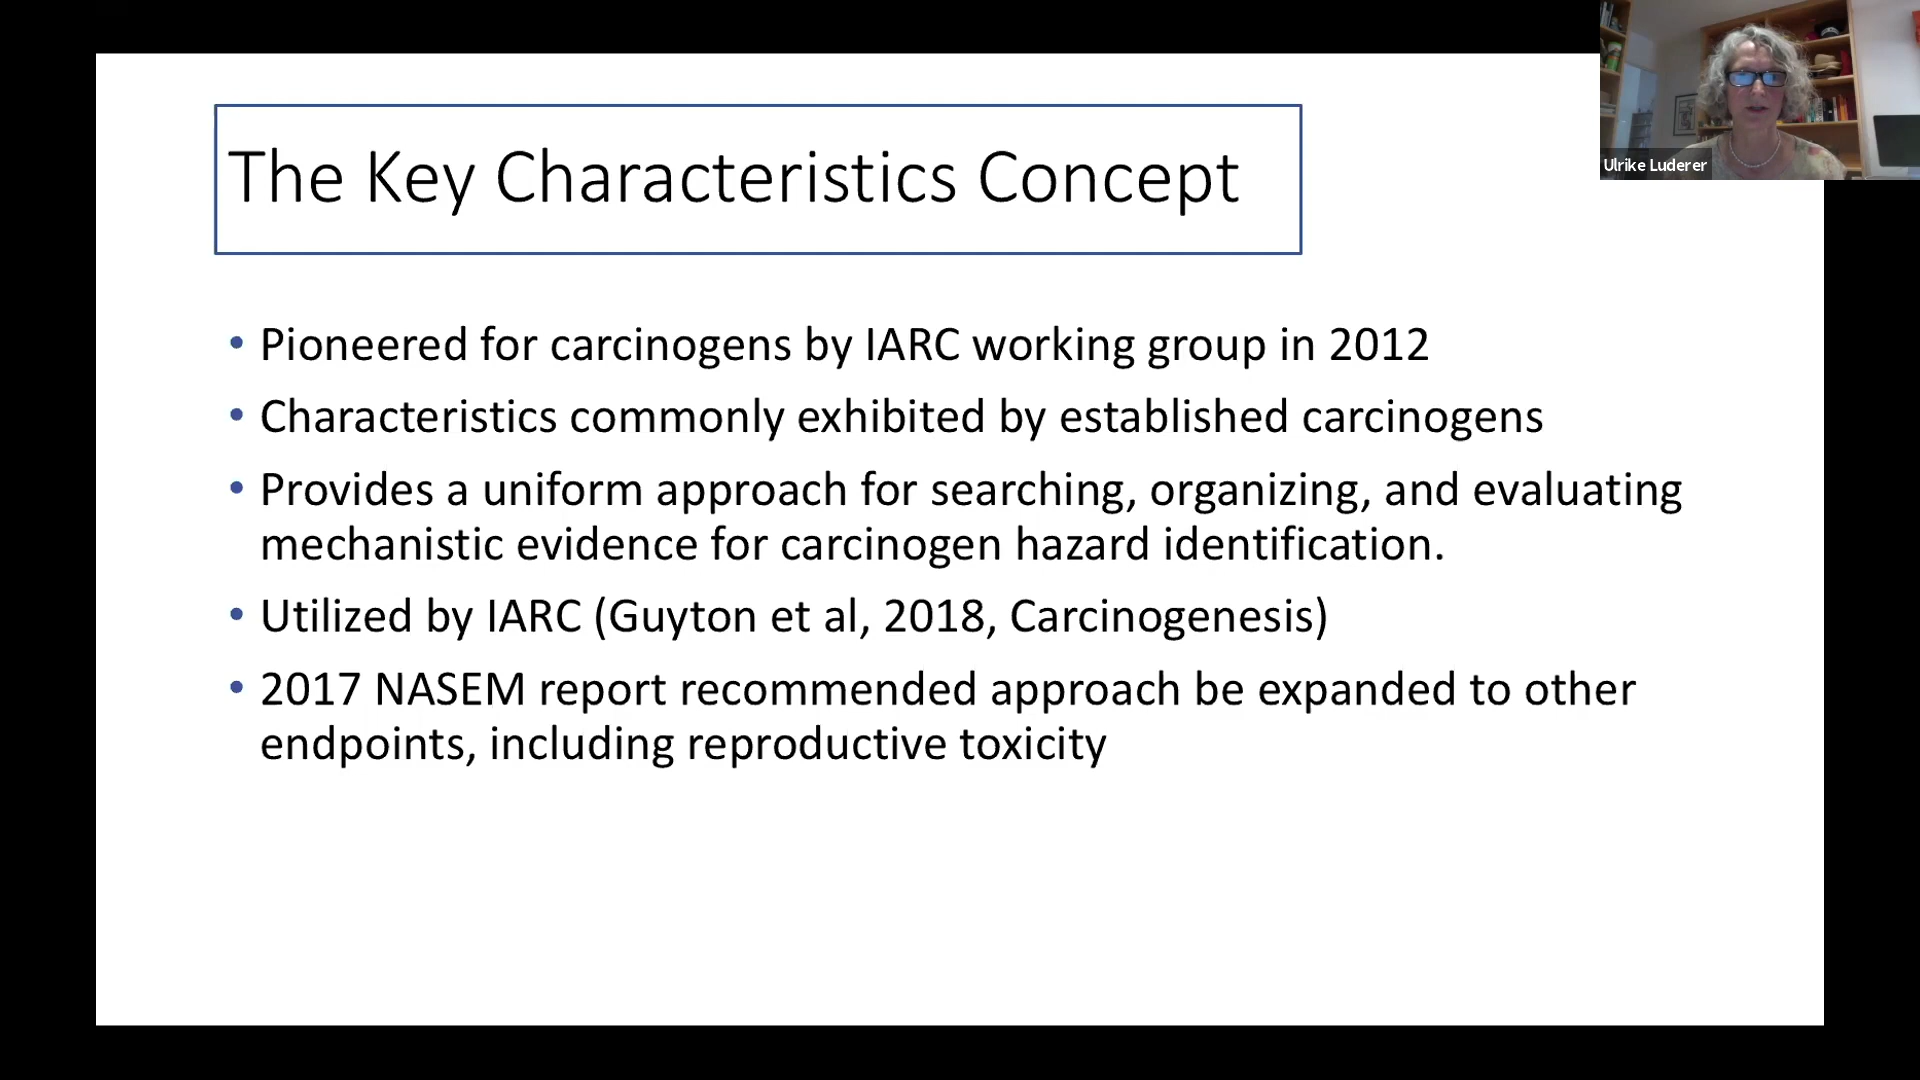 The Key Characteristics Concept
Ulrike Luderer
• Pioneered for carcinogens by IARC working group in 2012
• Characteristics commonly exhibited by established carcinogens
• Provides a uniform approach for searching, organizing, and evaluating
mechanistic evidence for carcinogen hazard identification.
• Utilized by IARC (Guyton et al, 2018, Carcinogenesis)
• 2017 NASEM report recommended approach be expanded to other
endpoints, including reproductive toxicity